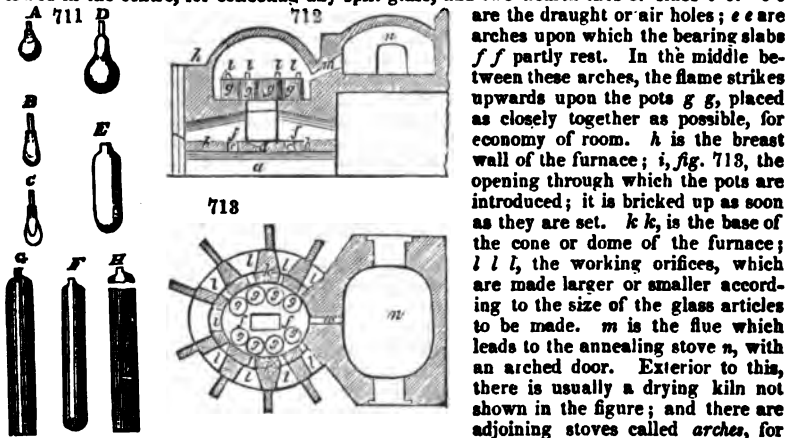 are the draught or air holes; e e are
arches upon which the bearing slabs
f f partly rest. In the middle be-
tween these arches, the flame strikes
upwards upon the pots g g, placed
as closely together as possible, for
economy of room. h is the breast
wall of the furnace; i, fig. 713, the
opening through which the pots are
introduced; it is bricked up as soon
as they are set. k k, is the base of
the cone or dome of the furnace;
l l l, the working orifices, which
are made larger or smaller accord-
ing to the size of the glass articles
to be made. m is the flue which
leads to the annealing stove n, with
an arched door. Exterior to this,
there is usually a drying kiln not
shown in the figure; and there are
adjoining stoves called arches, for
A 711 D
B
E
C
G F H
712
h l l l l m n
g g g g
k f f
a
713
l l l l l l l l
g g g g g g g g
n